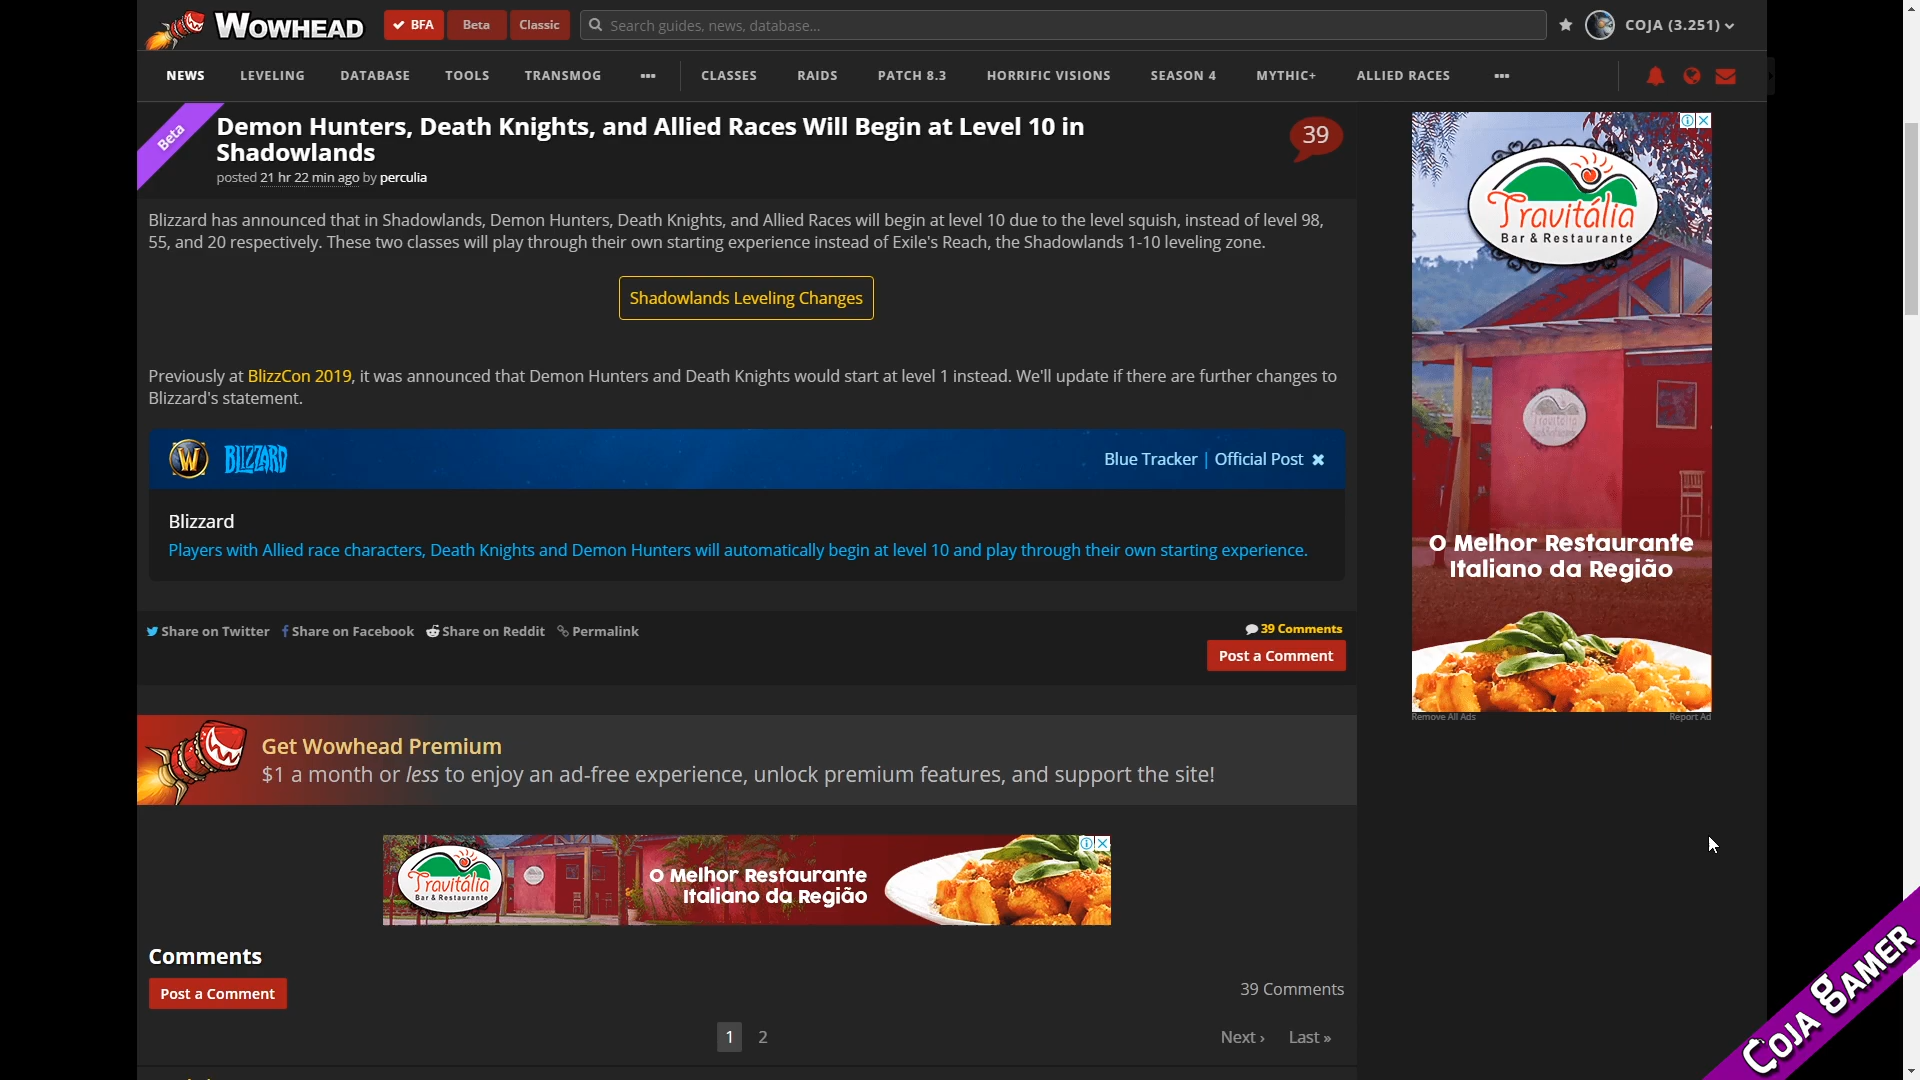 WOWHEAD
BFA
Beta
Classic
Search guides, news, database...
COJA (3.251)
NEWS
LEVELING
DATABASE
TOOLS
TRANSMOG
CLASSES
RAIDS
PATCH 8.3
HORRIFIC VISIONS
SEASON 4
MYTHIC+
ALLIED RACES
Beta
Demon Hunters, Death Knights, and Allied Races Will Begin at Level 10 in
Shadowlands
posted 21 hr 22 min ago by perculia
39
Blizzard has announced that in Shadowlands, Demon Hunters, Death Knights, and Allied Races will begin at level 10 due to the level squish, instead of level 98,
55, and 20 respectively. These two classes will play through their own starting experience instead of Exile's Reach, the Shadowlands 1-10 leveling zone.
Shadowlands Leveling Changes
Previously at BlizzCon 2019, it was announced that Demon Hunters and Death Knights would start at level 1 instead. We'll update if there are further changes to
Blizzard's statement.
W
BLIZZARD
Blue Tracker | Official Post
Blizzard
Players with Allied race characters, Death Knights and Demon Hunters will automatically begin at level 10 and play through their own starting experience.
Share on Twitter
Share on Facebook
Share on Reddit
Permalink
39 Comments
Post a Comment
Travitália
Bar & Restaurante
O Melhor Restaurante
Italiano da Região
Remove All Ads
Report Ad
Get Wowhead Premium
$1 a month or less to enjoy an ad-free experience, unlock premium features, and support the site!
Travitália
Bar & Restaurante
O Melhor Restaurante
Italiano da Região
Comments
Post a Comment
39 Comments
1
2
Next ›
Last »
COJA GAMER